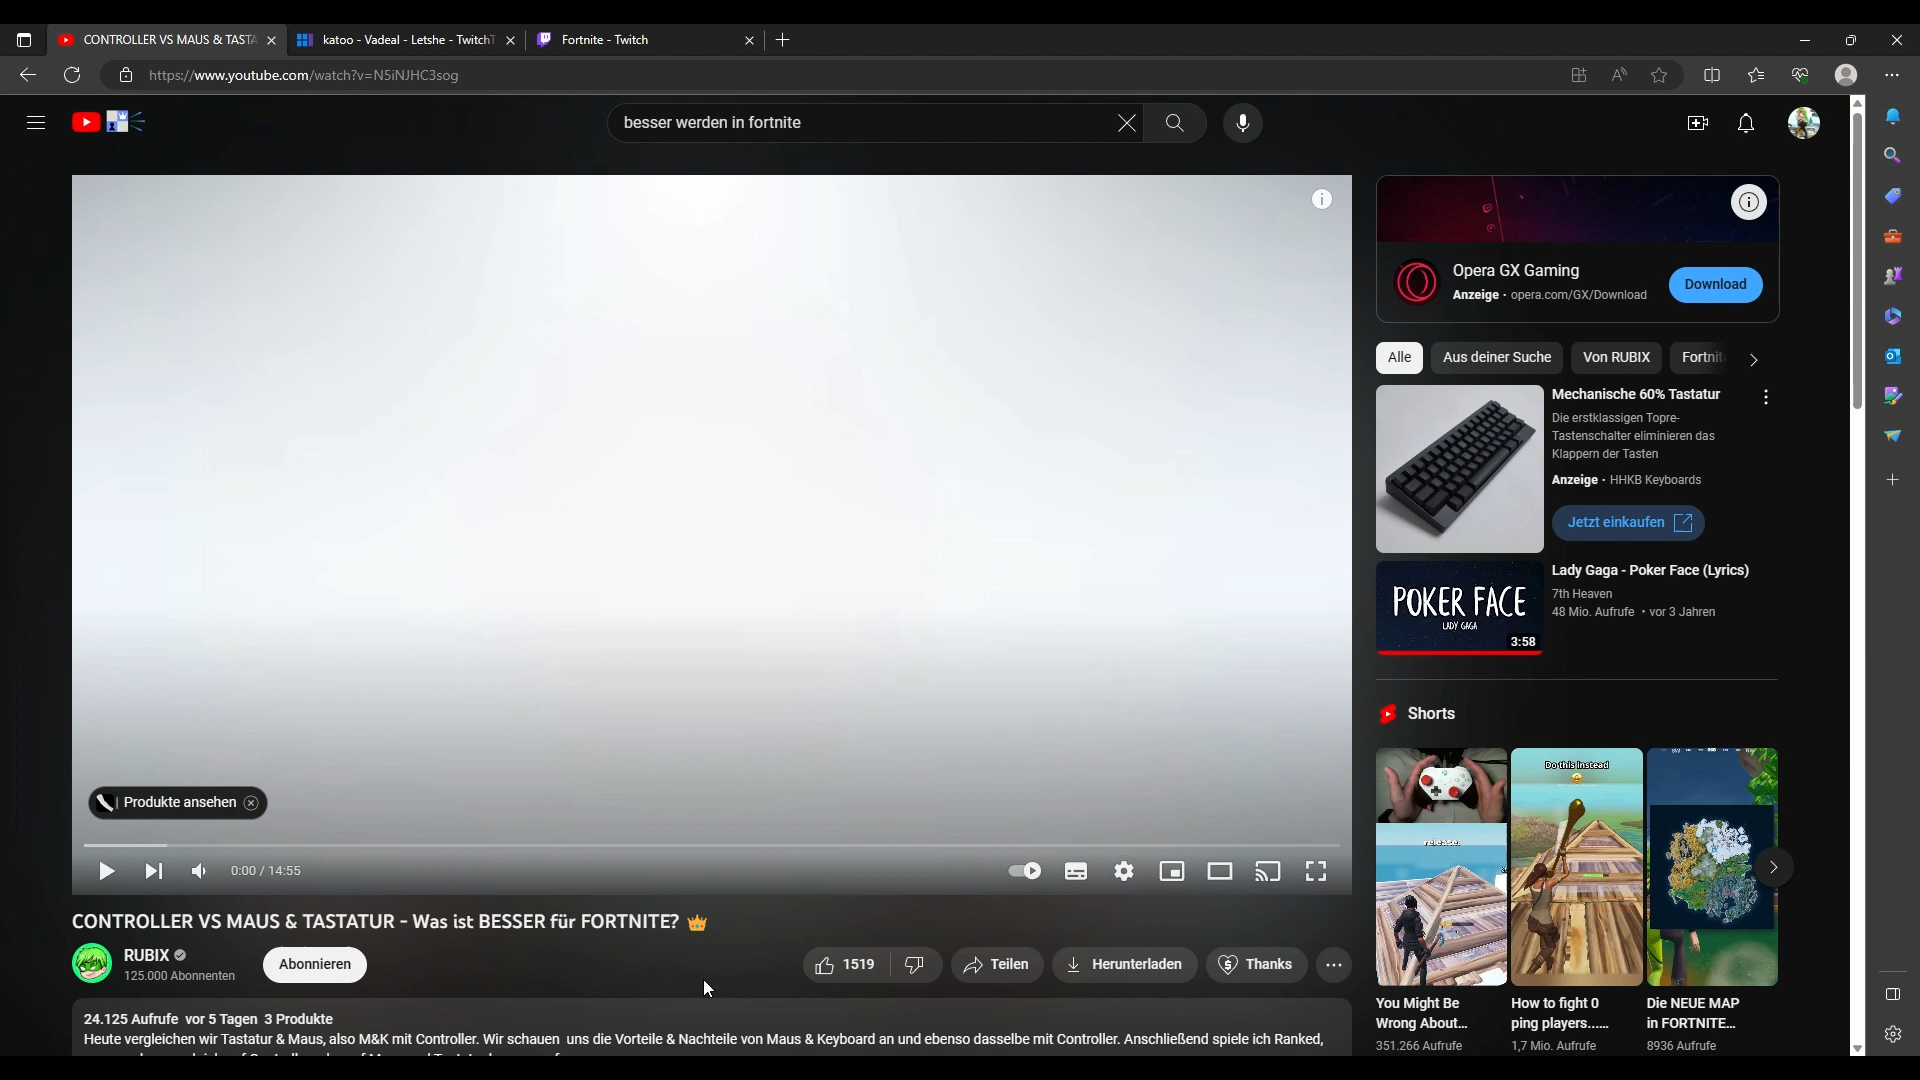 CONTROLLER VS MAUS & TASTA
katoo - Vadeal - Letshe - Twitch
Fortnite - Twitch
https://www.youtube.com/watch?v=N5iNJHC3sog
besser werden in fortnite
Opera GX Gaming
Anzeige · opera.com/GX/Download
Download
Alle
Aus deiner Suche
Von RUBIX
Fortnit
Mechanische 60% Tastatur
Die erstklassigen Topre-
Tastenschalter eliminieren das
Klappern der Tasten
Anzeige · HHKB Keyboards
Jetzt einkaufen
POKER FACE
LADY GAGA
3:58
Lady Gaga - Poker Face (Lyrics)
7th Heaven
48 Mio. Aufrufe · vor 3 Jahren
Shorts
release.
Do this instead
You Might Be
Wrong About...
351.266 Aufrufe
How to fight 0
ping players......
1,7 Mio. Aufrufe
Die NEUE MAP
in FORTNITE...
8936 Aufrufe
Produkte ansehen
0:00 / 14:55
CONTROLLER VS MAUS & TASTATUR - Was ist BESSER für FORTNITE? 👑
RUBIX
125.000 Abonnenten
Abonnieren
1519
Teilen
Herunterladen
Thanks
24.125 Aufrufe vor 5 Tagen 3 Produkte
Heute vergleichen wir Tastatur & Maus, also M&K mit Controller. Wir schauen uns die Vorteile & Nachteile von Maus & Keyboard an und ebenso dasselbe mit Controller. Anschließend spiele ich Ranked,